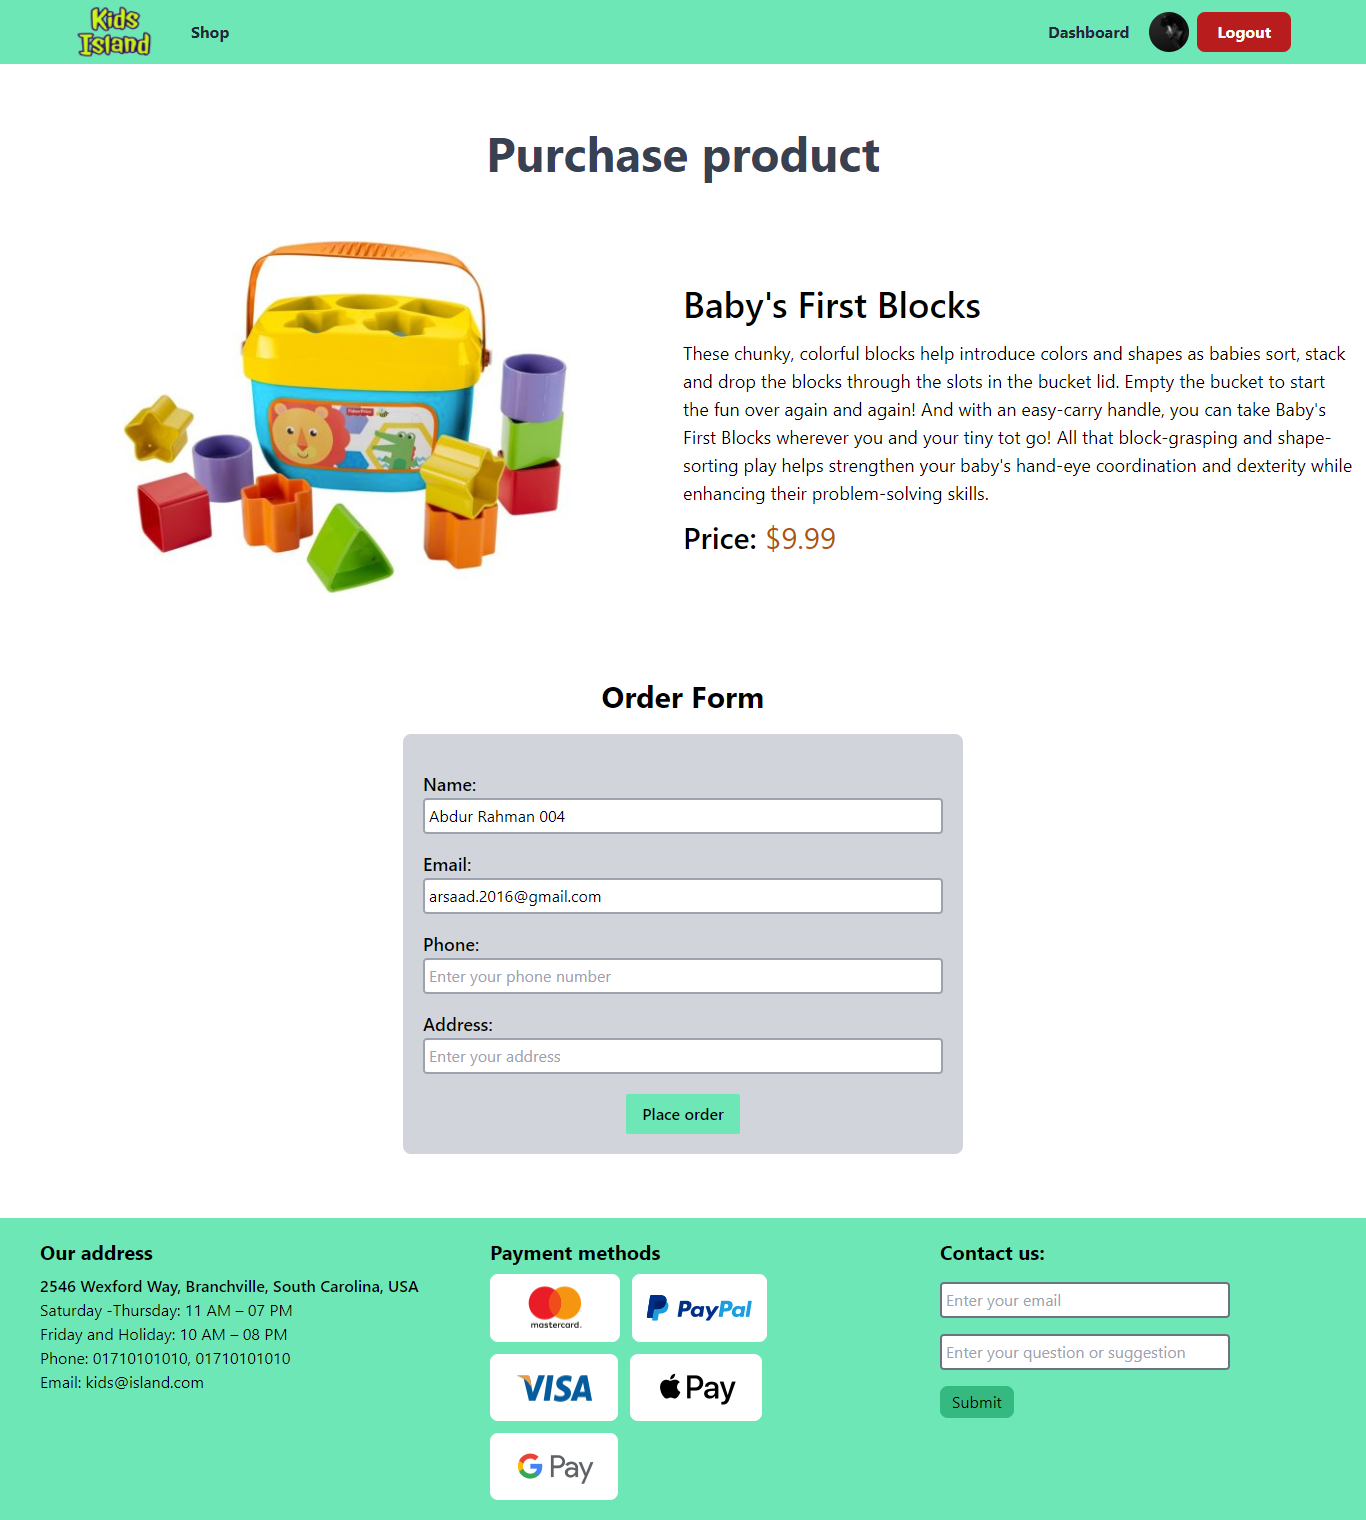 Kids
Island
Shop
Dashboard
Logout
Purchase product
Fisher-Price
Baby's First Blocks
These chunky, colorful blocks help introduce colors and shapes as babies sort, stack
and drop the blocks through the slots in the bucket lid. Empty the bucket to start
the fun over again and again! And with an easy-carry handle, you can take Baby's
First Blocks wherever you and your tiny tot go! All that block-grasping and shape-
sorting play helps strengthen your baby's hand-eye coordination and dexterity while
enhancing their problem-solving skills.
Price: $9.99
Order Form
Name:
Abdur Rahman 004
Email:
arsaad.2016@gmail.com
Phone:
Enter your phone number
Address:
Enter your address
Place order
Our address
2546 Wexford Way, Branchville, South Carolina, USA
Saturday -Thursday: 11 AM – 07 PM
Friday and Holiday: 10 AM – 08 PM
Phone: 01710101010, 01710101010
Email: kids@island.com
Payment methods
mastercard.
PayPal
VISA
Pay
G Pay
Contact us:
Enter your email
Enter your question or suggestion
Submit